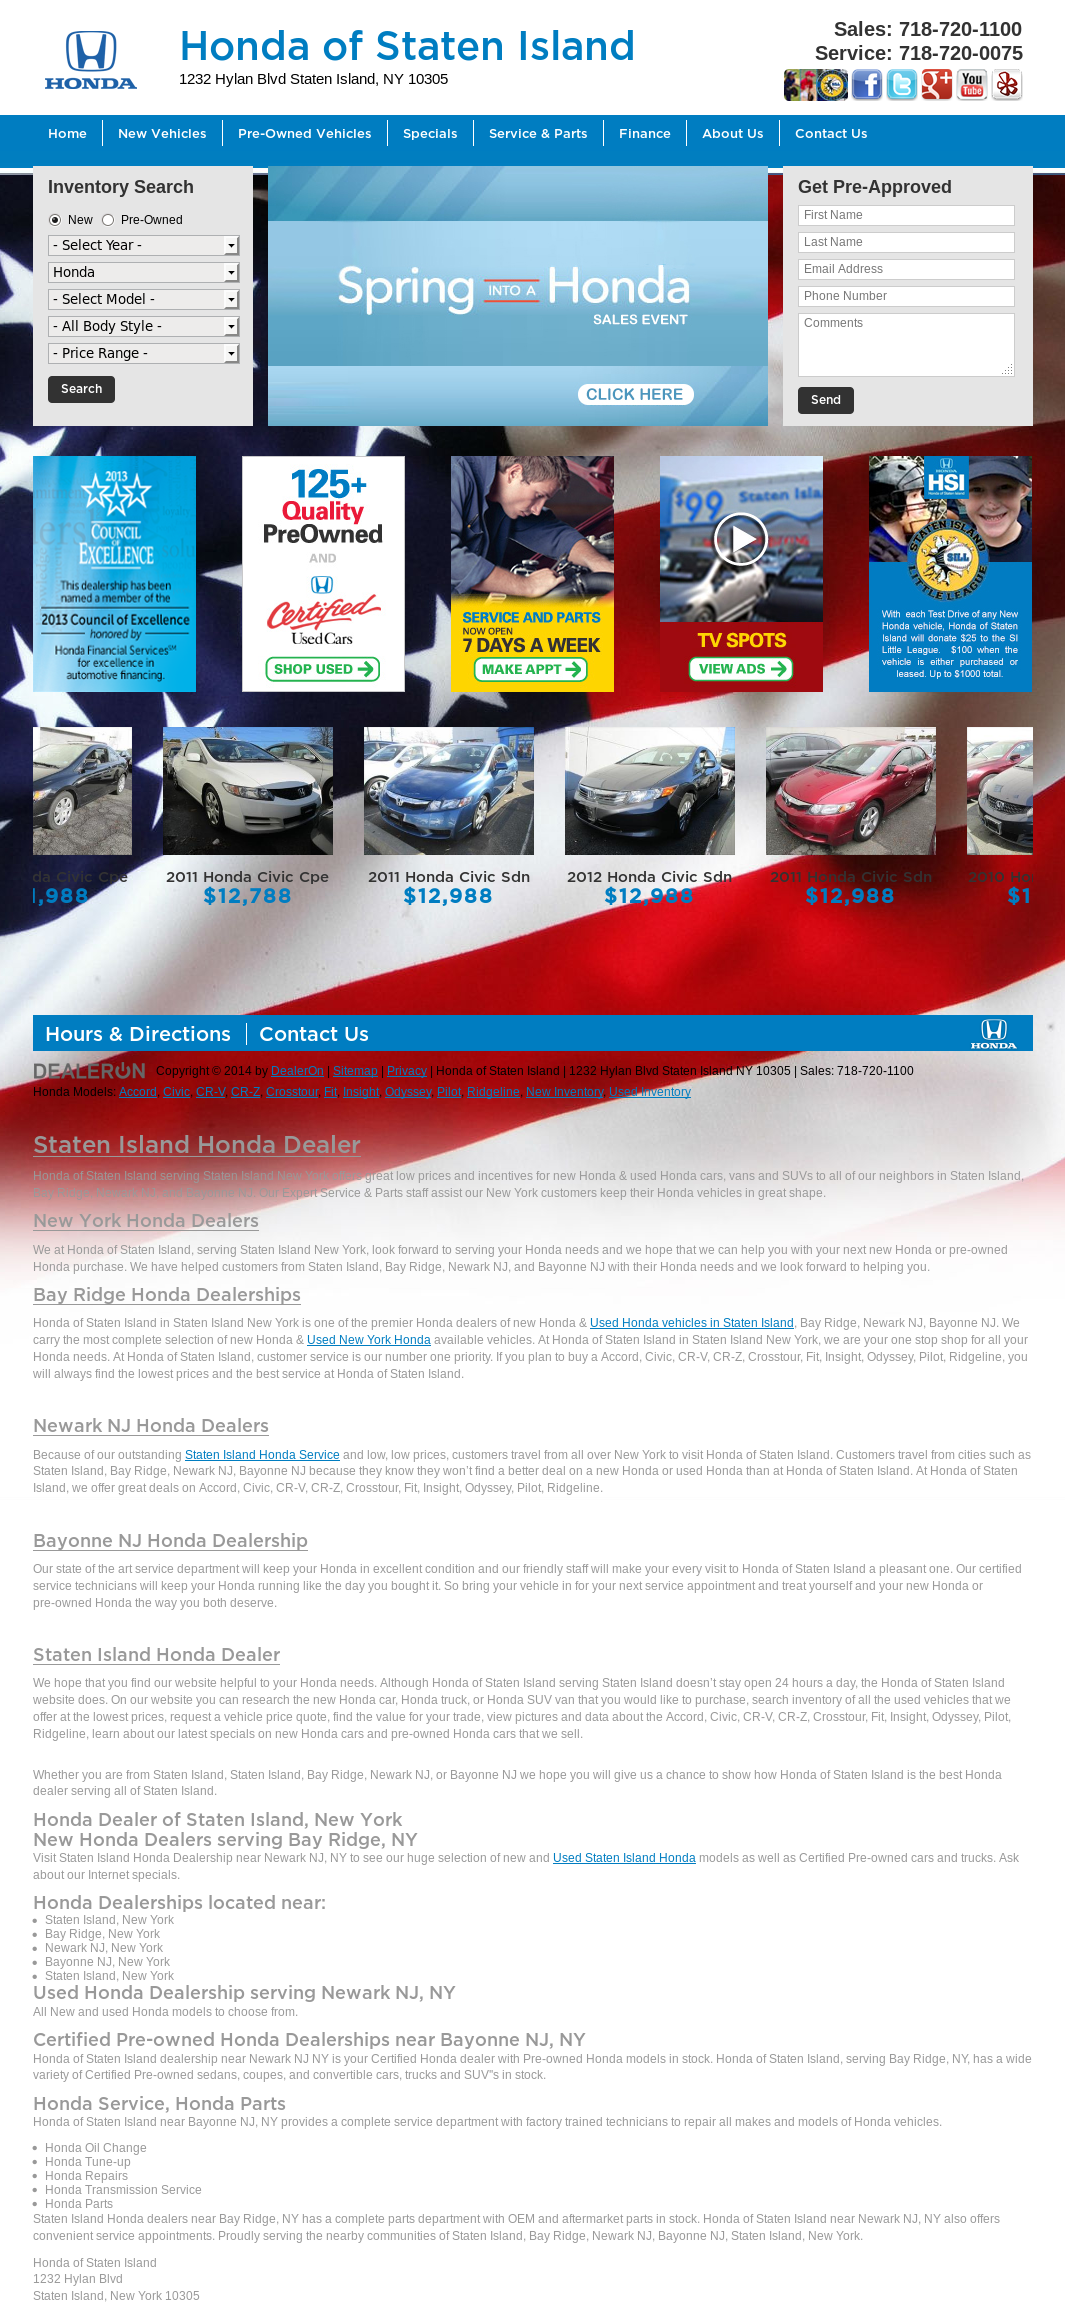 HONDA
Honda of Staten Island
1232 Hylan Blvd Staten Island, NY 10305
Sales: 718-720-1100
Service: 718-720-0075
You
Tube
Home
New Vehicles
Pre-Owned Vehicles
Specials
Service & Parts
Finance
About Us
Contact Us
Inventory Search
New
Pre-Owned
- Select Year -
Honda
- Select Model -
- All Body Style -
- Price Range -
Search
Spring INTO A Honda
SALES EVENT
CLICK HERE
Get Pre-Approved
First Name
Last Name
Email Address
Phone Number
Comments
Send
2013
COUNCIL
OF
EXCELLENCE
This dealership has been
named a member of the
2013 Council of Excellence
honored by
Honda Financial Services℠
for excellence in
automotive financing.
125+
Quality
PreOwned
AND
Certified
UsedCars
SHOP USED
SERVICE AND PARTS
NOW OPEN
7 DAYS A WEEK
MAKE APPT
$99 Staten Isla
TV SPOTS
VIEW ADS
HSI
STATEN ISLAND
SILL
LITTLE LEAGUE
With each Test Drive of any New
Honda vehicle, Honda of Staten
Island will donate $25 to the SI
Little League. $100 when the
vehicle is either purchased or
leased. Up to $1000 total.
da Civic Cpe
1,988
2011 Honda Civic Cpe
$12,788
2011 Honda Civic Sdn
$12,988
2012 Honda Civic Sdn
$12,988
2011 Honda Civic Sdn
$12,988
2010 Hon
$1
Hours & Directions
Contact Us
HONDA
DEALERON Copyright © 2014 by DealerOn | Sitemap | Privacy | Honda of Staten Island | 1232 Hylan Blvd Staten Island NY 10305 | Sales: 718-720-1100
Honda Models: Accord, Civic, CR-V, CR-Z, Crosstour, Fit, Insight, Odyssey, Pilot, Ridgeline, New Inventory, Used Inventory
Staten Island Honda Dealer
Honda of Staten Island serving Staten Island New York has great low prices and incentives for new Honda & used Honda cars, vans and SUVs to all of our neighbors in Staten Island,
Bay Ridge, Newark NJ, and Bayonne NJ. Our Expert Service & Parts staff assist our New York customers keep their Honda vehicles in great shape.
New York Honda Dealers
We at Honda of Staten Island, serving Staten Island New York, look forward to serving your Honda needs and we hope that we can help you with your next new Honda or pre-owned
Honda purchase. We have helped customers from Staten Island, Bay Ridge, Newark NJ, and Bayonne NJ with their Honda needs and we look forward to helping you.
Bay Ridge Honda Dealerships
Honda of Staten Island in Staten Island New York is one of the premier Honda dealers of new Honda & Used Honda vehicles in Staten Island, Bay Ridge, Newark NJ, Bayonne NJ. We
carry the most complete selection of new Honda & Used New York Honda available vehicles. At Honda of Staten Island in Staten Island New York, we are your one stop shop for all your
Honda needs. At Honda of Staten Island, customer service is our number one priority. If you plan to buy a Accord, Civic, CR-V, CR-Z, Crosstour, Fit, Insight, Odyssey, Pilot, Ridgeline, you
will always find the lowest prices and the best service at Honda of Staten Island.
Newark NJ Honda Dealers
Because of our outstanding Staten Island Honda Service and low, low prices, customers travel from all over New York to visit Honda of Staten Island. Customers travel from cities such as
Staten Island, Bay Ridge, Newark NJ, Bayonne NJ because they know they won't find a better deal on a new Honda or used Honda than at Honda of Staten Island. At Honda of Staten
Island, we offer great deals on Accord, Civic, CR-V, CR-Z, Crosstour, Fit, Insight, Odyssey, Pilot, Ridgeline.
Bayonne NJ Honda Dealership
Our state of the art service department will keep your Honda in excellent condition and our friendly staff will make your every visit to Honda of Staten Island a pleasant one. Our certified
service technicians will keep your Honda running like the day you bought it. So bring your vehicle in for your next service appointment and treat yourself and your new Honda or
pre-owned Honda the way you both deserve.
Staten Island Honda Dealer
We hope that you find our website helpful to your Honda needs. Although Honda of Staten Island serving Staten Island doesn't stay open 24 hours a day, the Honda of Staten Island
website does. On our website you can research the new Honda car, Honda truck, or Honda SUV van that you would like to purchase, search inventory of all the used vehicles that we
offer at the lowest prices, request a vehicle price quote, find the value for your trade, view pictures and data about the Accord, Civic, CR-V, CR-Z, Crosstour, Fit, Insight, Odyssey, Pilot,
Ridgeline, learn about our latest specials on new Honda cars and pre-owned Honda cars that we sell.
Whether you are from Staten Island, Staten Island, Bay Ridge, Newark NJ, or Bayonne NJ we hope you will give us a chance to show how Honda of Staten Island is the best Honda
dealer serving all of Staten Island.
Honda Dealer of Staten Island, New York
New Honda Dealers serving Bay Ridge, NY
Visit Staten Island Honda Dealership near Newark NJ, NY to see our huge selection of new and Used Staten Island Honda models as well as Certified Pre-owned cars and trucks. Ask
about our Internet specials.
Honda Dealerships located near:
Staten Island, New York
Bay Ridge, New York
Newark NJ, New York
Bayonne NJ, New York
Staten Island, New York
Used Honda Dealership serving Newark NJ, NY
All New and used Honda models to choose from.
Certified Pre-owned Honda Dealerships near Bayonne NJ, NY
Honda of Staten Island dealership near Newark NJ NY is your Certified Honda dealer with Pre-owned Honda models in stock. Honda of Staten Island, serving Bay Ridge, NY, has a wide
variety of Certified Pre-owned sedans, coupes, and convertible cars, trucks and SUV"s in stock.
Honda Service, Honda Parts
Honda of Staten Island near Bayonne NJ, NY provides a complete service department with factory trained technicians to repair all makes and models of Honda vehicles.
Honda Oil Change
Honda Tune-up
Honda Repairs
Honda Transmission Service
Honda Parts
Staten Island Honda dealers near Bay Ridge, NY has a complete parts department with OEM and aftermarket parts in stock. Honda of Staten Island near Newark NJ, NY also offers
convenient service appointments. Proudly serving the nearby communities of Staten Island, Bay Ridge, Newark NJ, Bayonne NJ, Staten Island, New York.
Honda of Staten Island
1232 Hylan Blvd
Staten Island, New York 10305